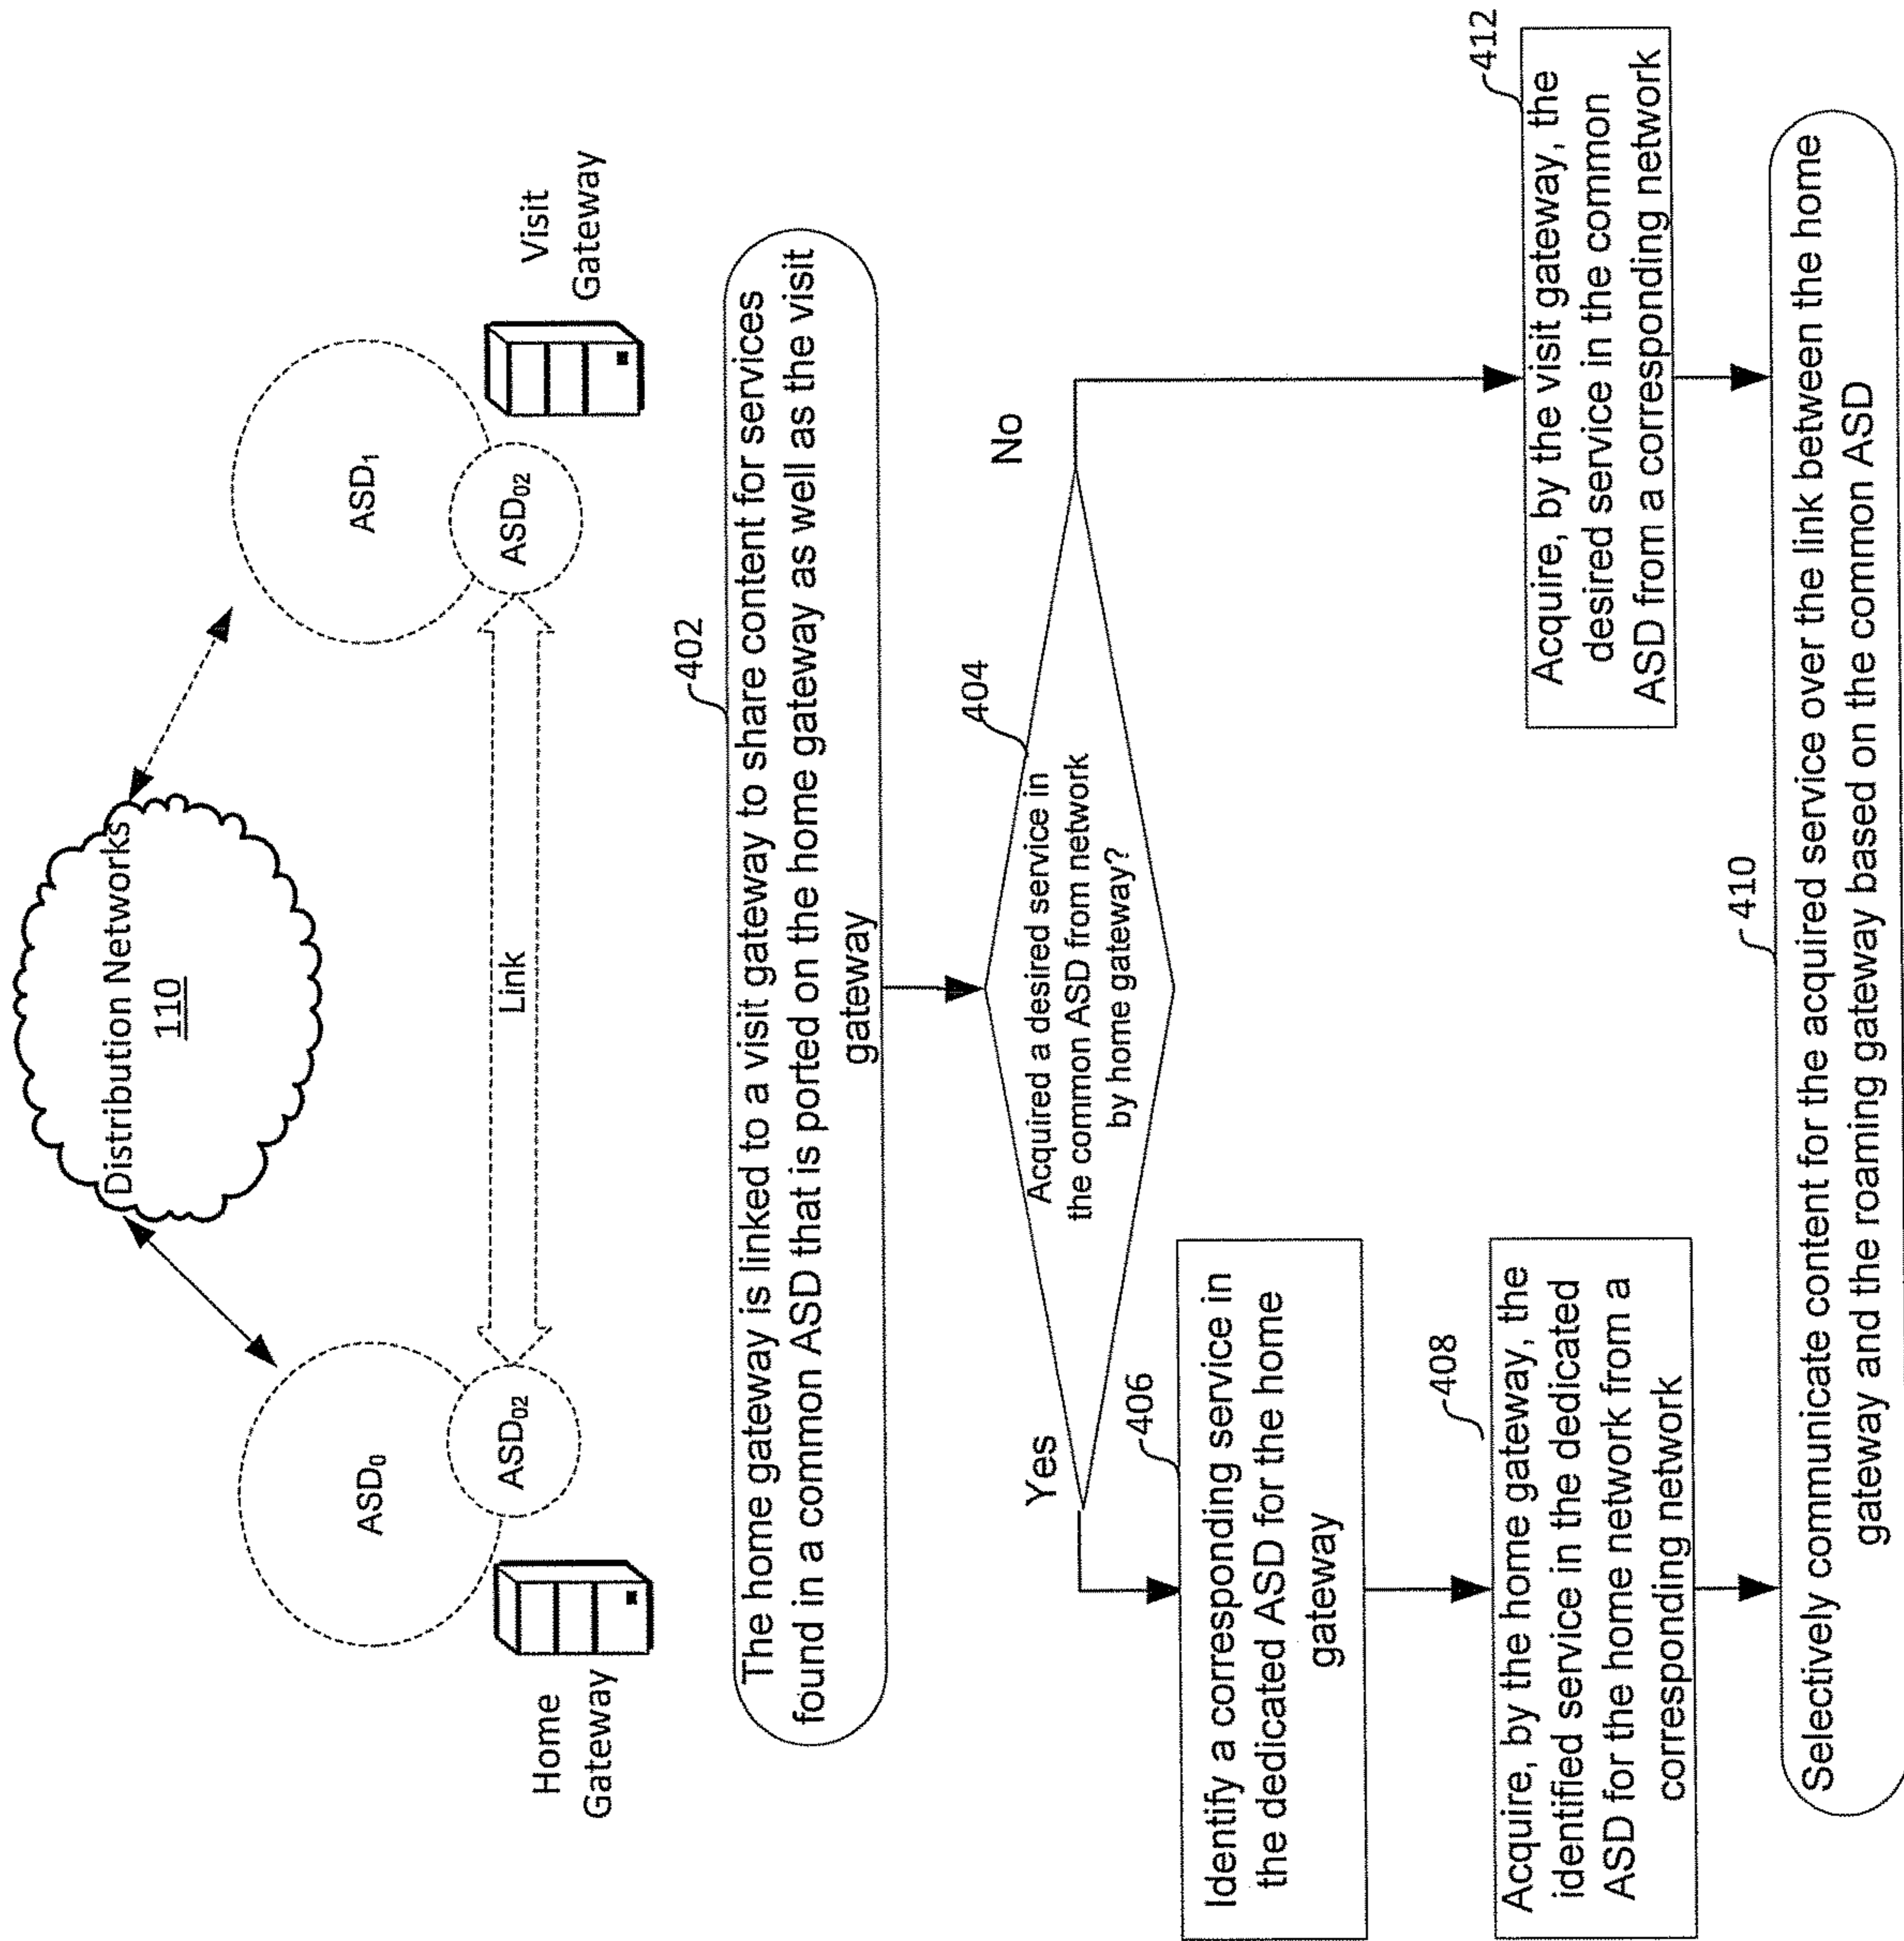 Distribution Networks
110
ASD0
ASD02
Link
ASD1
ASD02
Home
Gateway
Visit
Gateway
402
The home gateway is linked to a visit gateway to share content for services
found in a common ASD that is ported on the home gateway as well as the visit
gateway
404
Acquired a desired service in
the common ASD from network
by home gateway?
Yes
No
406
Identify a corresponding service in
the dedicated ASD for the home
gateway
408
Acquire, by the home gateway, the
identified service in the dedicated
ASD for the home network from a
corresponding network
412
Acquire, by the visit gateway, the
desired service in the common
ASD from a corresponding network
410
Selectively communicate content for the acquired service over the link between the home
gateway and the roaming gateway based on the common ASD